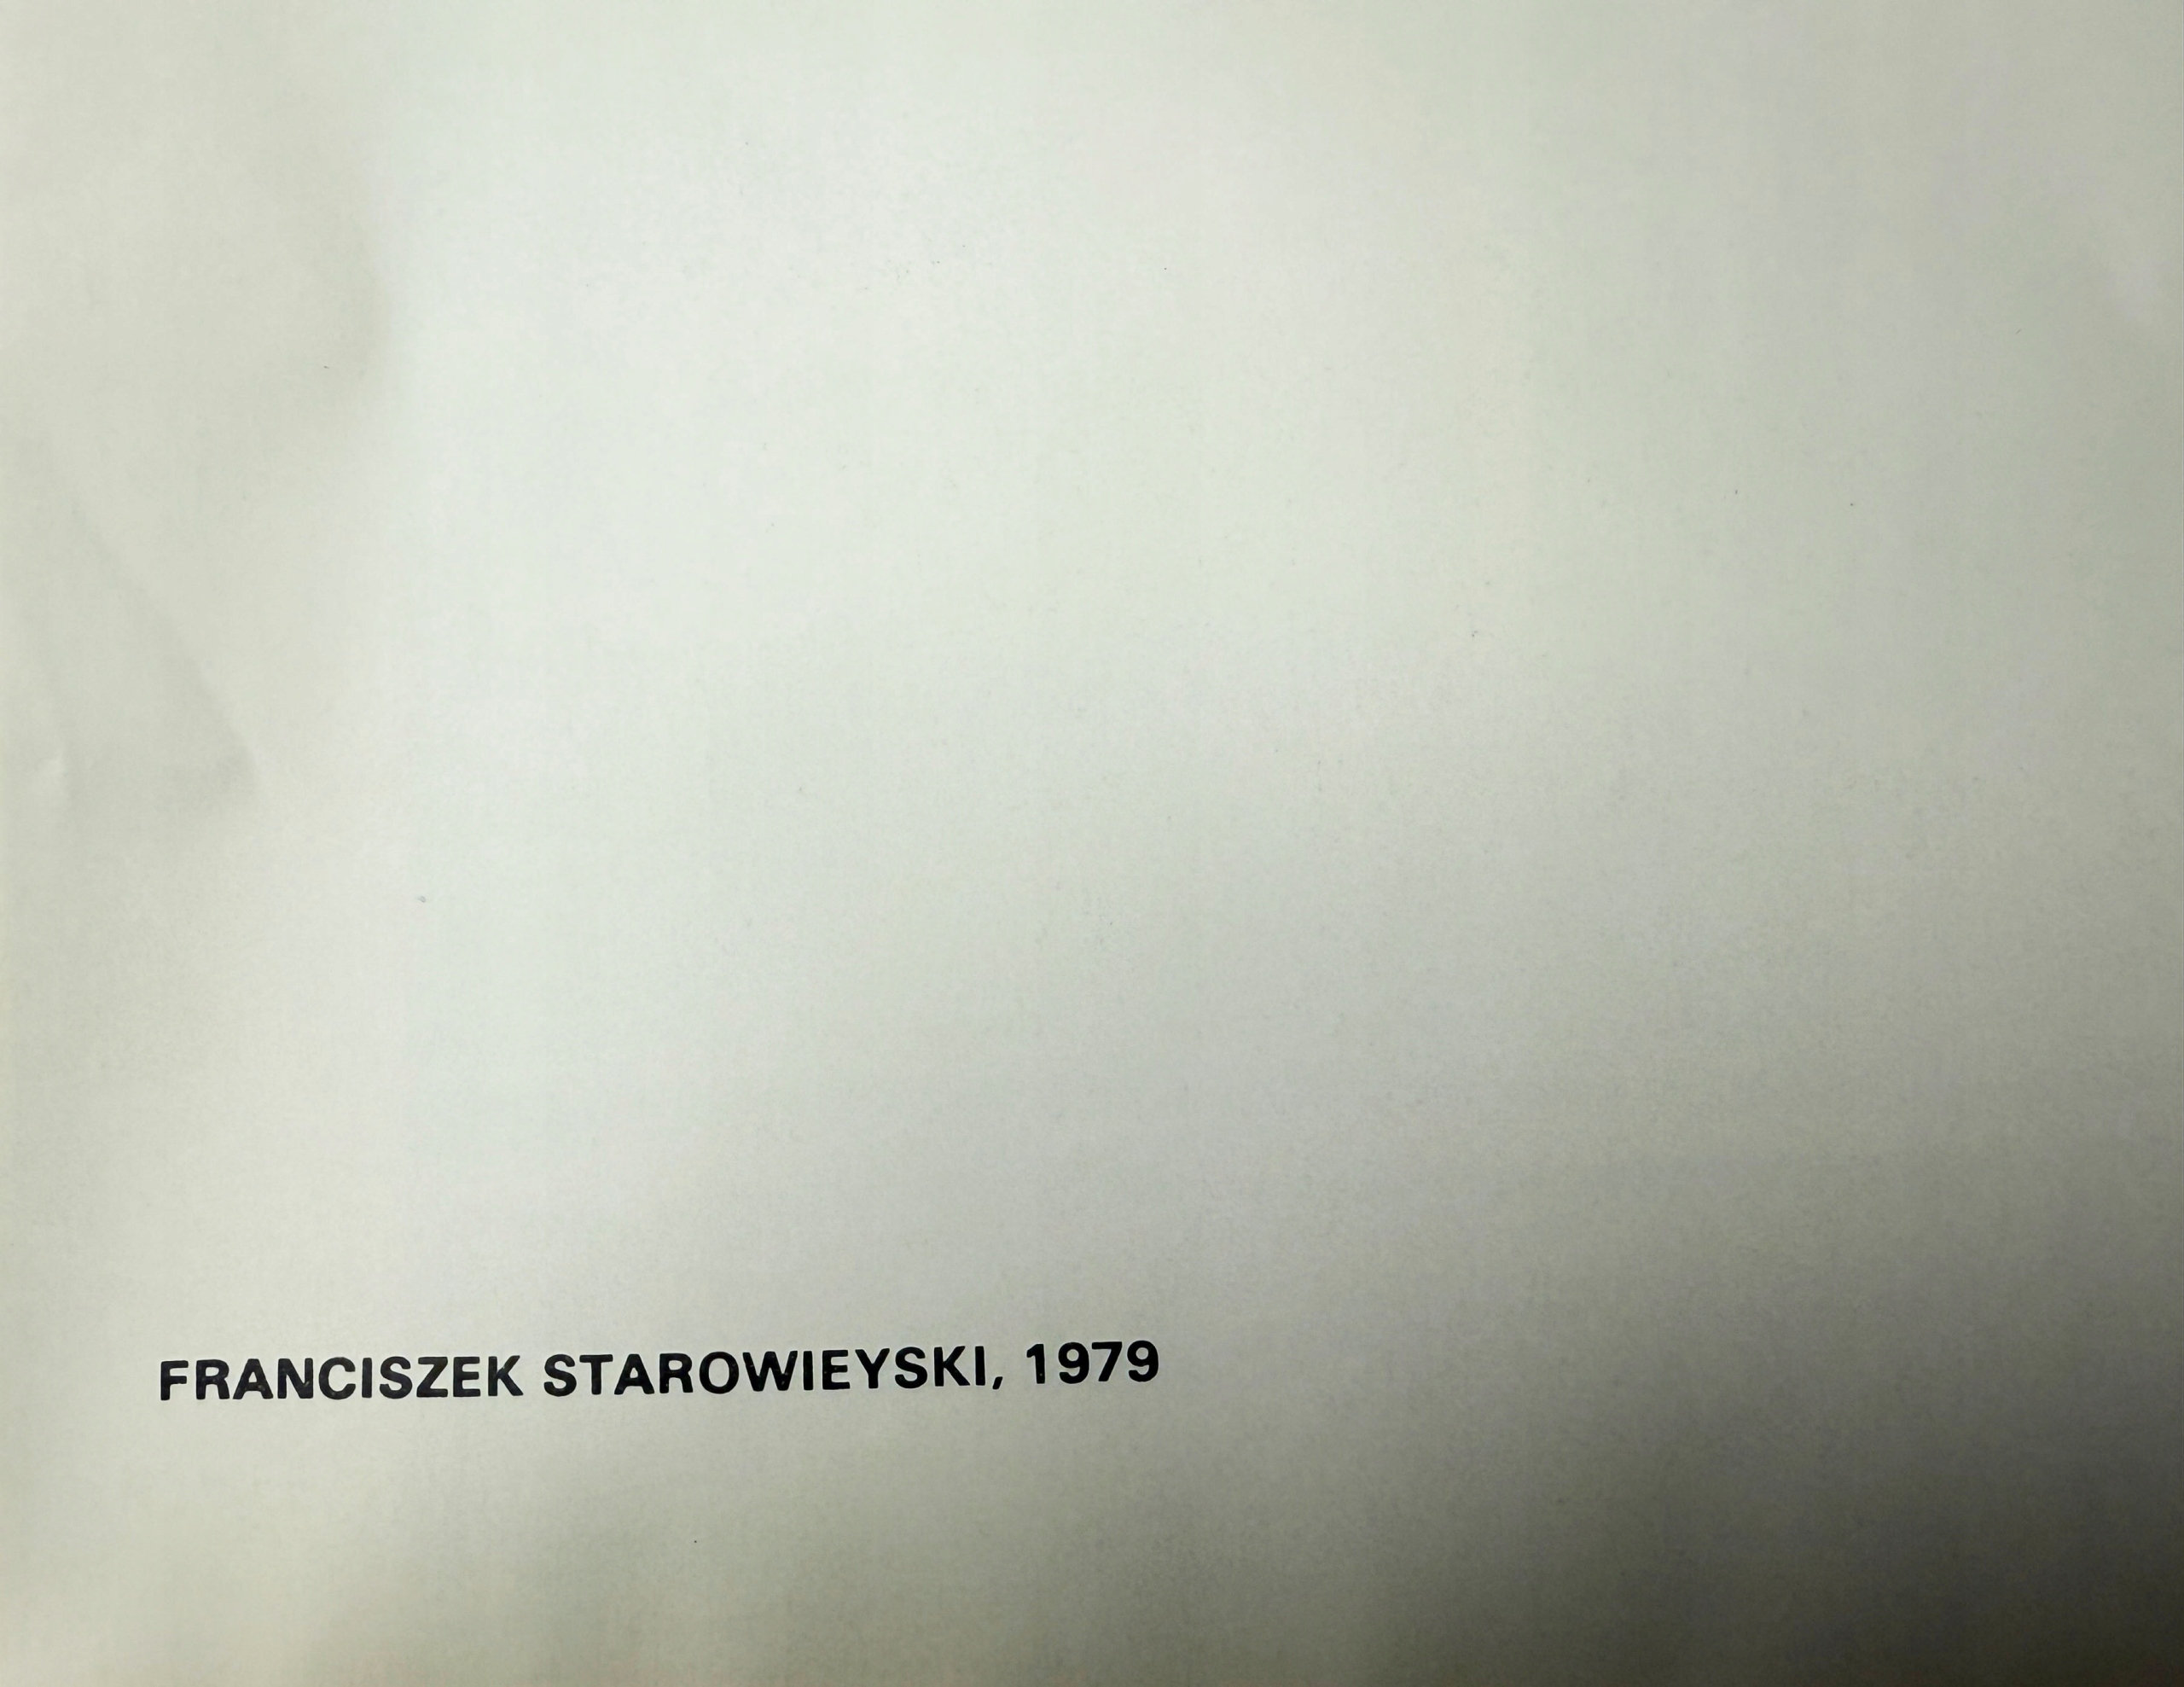 FRANCISZEK STAROWIEYSKI, 1979